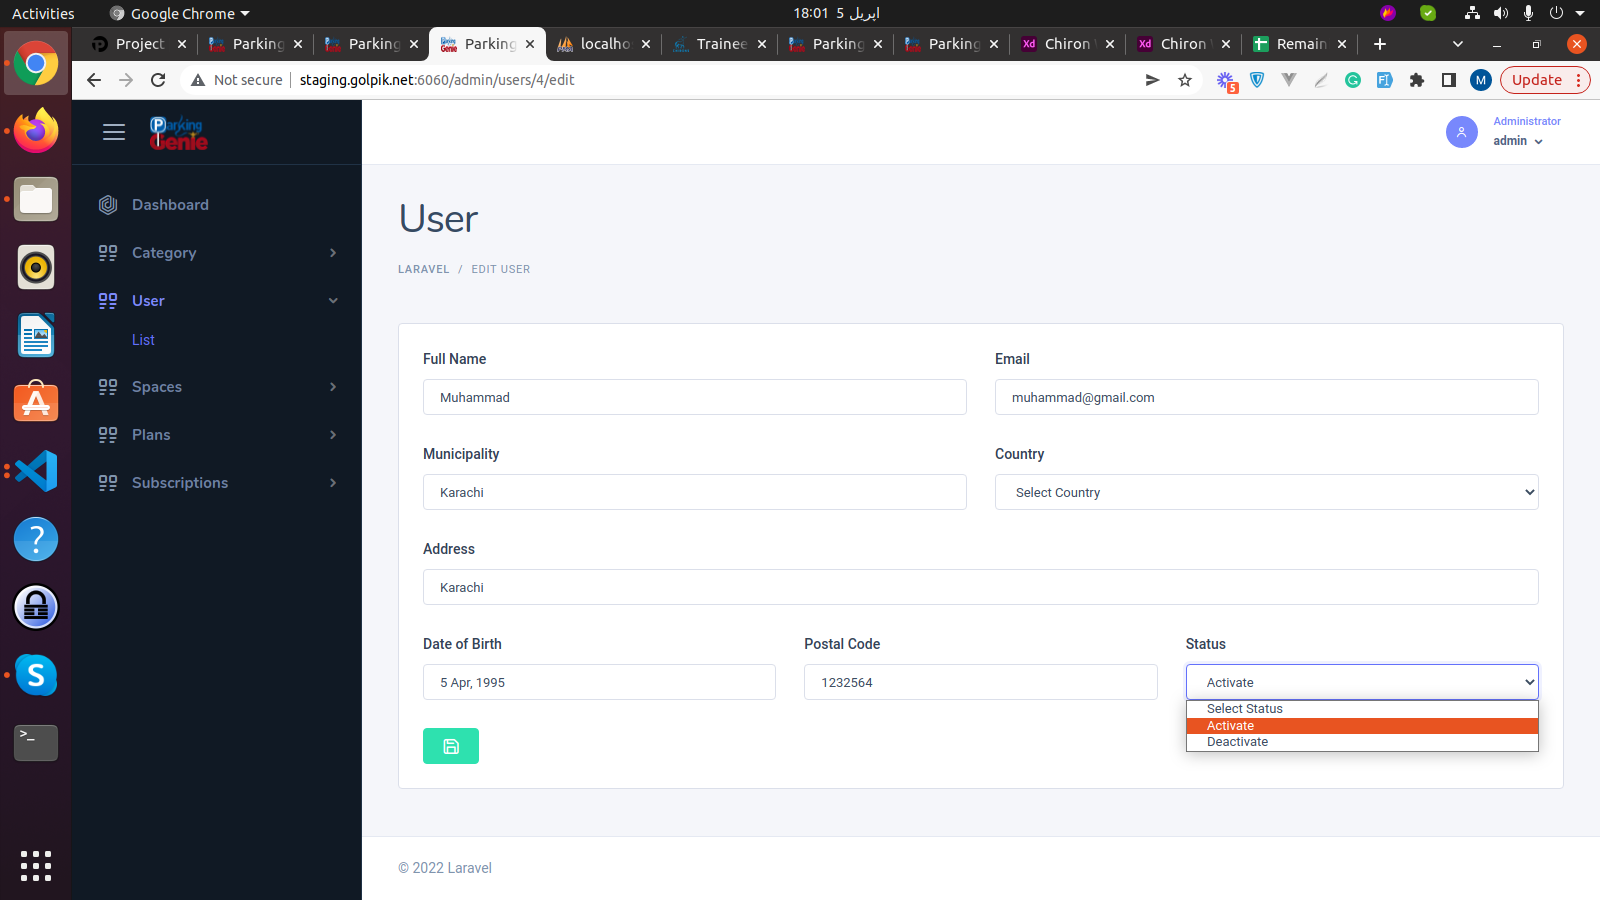 Activities
Google Chrome
18:01 5 اپریل
Project
Parking
Parking
Parking
localho
Trainee
Parking
Parking
Chiron
Chiron
Remain
Not secure
staging.golpik.net:6060/admin/users/4/edit
5
M
Update
Parking
Genie
Administrator
admin
Dashboard
Category
User
List
Spaces
Plans
Subscriptions
User
LARAVEL / EDIT USER
Full Name
Email
Muhammad
muhammad@gmail.com
Municipality
Country
Karachi
Select Country
Address
Karachi
Date of Birth
Postal Code
Status
5 Apr, 1995
1232564
Activate
Select Status
Activate
Deactivate
© 2022 Laravel